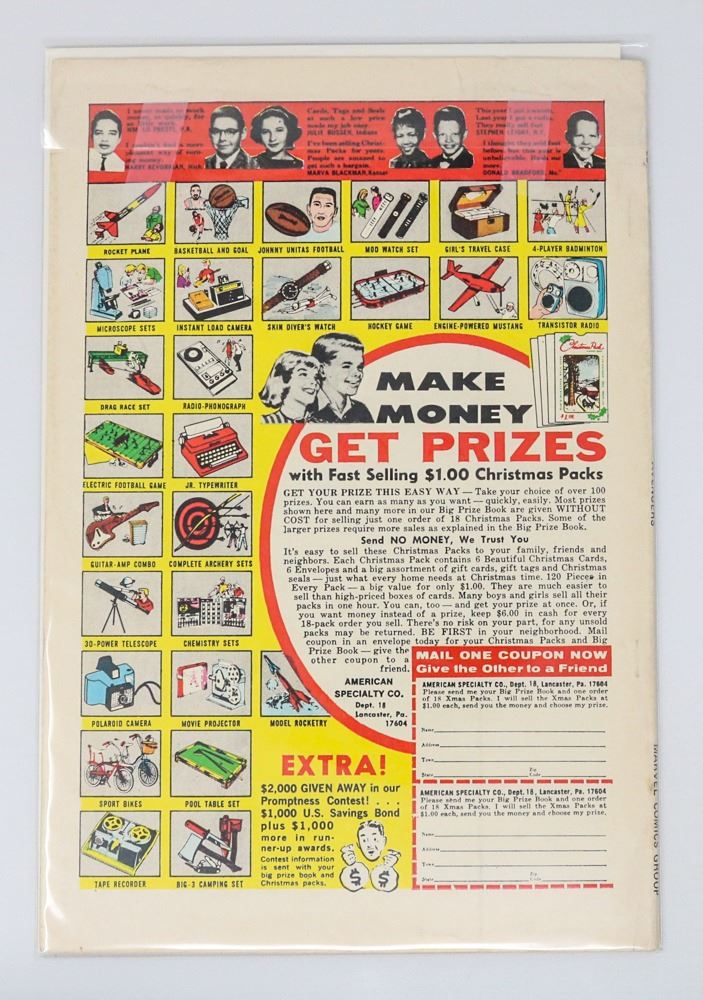 I never made so much
money, so quickly, for
so little work.
Cards, Tags and Seals
at such a low price
made my job easy.
JULIE BUSSEN, Indiana
I've been selling Christ-
mas Packs for years.
People are amazed to
get such a bargain.
MARVA BLACKMAN, Kansas
Last year I got a radio.
They really sell fast
STEPHEN LEIGHT, N.Y.
I thought they sold fast
before, but this year is
unbelievable. Rush me
more.
DONALD BRADFORD, Mo.
ROCKET PLANE
BASKETBALL AND GOAL
JOHNNY UNITAS FOOTBALL
MOD WATCH SET
GIRL'S TRAVEL CASE
4-PLAYER BADMINTON
MICROSCOPE SETS
INSTANT LOAD CAMERA
SKIN DIVER'S WATCH
HOCKEY GAME
ENGINE-POWERED MUSTANG
TRANSISTOR RADIO
DRAG RACE SET
RADIO-PHONOGRAPH
ELECTRIC FOOTBALL GAME
JR. TYPEWRITER
GUITAR-AMP COMBO
COMPLETE ARCHERY SETS
30-POWER TELESCOPE
CHEMISTRY SETS
POLAROID CAMERA
MOVIE PROJECTOR
MODEL ROCKETRY
SPORT BIKES
POOL TABLE SET
TAPE RECORDER
BIG-3 CAMPING SET
Christmas Pack
$1.00
MAKE
MONEY
GET PRIZES
with Fast Selling $1.00 Christmas Packs
GET YOUR PRIZE THIS EASY WAY — Take your choice of over 100
prizes. You can earn as many as you want — quickly, easily. Most prizes
shown here and many more in our Big Prize Book are given WITHOUT
COST for selling just one order of 18 Christmas Packs. Some of the
larger prizes require more sales as explained in the Big Prize Book.
Send NO MONEY, We Trust You
It's easy to sell these Christmas Packs to your family, friends and
neighbors. Each Christmas Pack contains 6 Beautiful Christmas Cards,
6 Envelopes and a big assortment of gift cards, gift tags and Christmas
seals — just what every home needs at Christmas time. 120 Pieces in
Every Pack — a big value for only $1.00. They are much easier to
sell than high-priced boxes of cards. Many boys and girls sell all their
packs in one hour. You can, too — and get your prize at once. Or, if
you want money instead of a prize, keep $6.00 in cash for every
18-pack order you sell. There's no risk on your part, for any unsold
packs may be returned. BE FIRST in your neighborhood. Mail
coupon in an envelope today for your Christmas Packs and Big
Prize Book — give the
other coupon to a
friend.
AMERICAN
SPECIALTY CO.
Dept. 18
Lancaster, Pa.
17604
EXTRA!
$2,000 GIVEN AWAY in our
Promptness Contest! . . .
$1,000 U.S. Savings Bond
plus $1,000
more in run-
ner-up awards.
Contest information
is sent with your
big prize book and
Christmas packs.
$ $
MAIL ONE COUPON NOW
Give the Other to a Friend
AMERICAN SPECIALTY CO., Dept. 18, Lancaster, Pa. 17604
Please send me your Big Prize Book and one order
of 18 Xmas Packs. I will sell the Xmas Packs at
$1.00 each, send you the money and choose my prize.
Name
Address
Town
State Zip Code
AMERICAN SPECIALTY CO., Dept. 18, Lancaster, Pa. 17604
Please send me your Big Prize Book and one order
of 18 Xmas Packs. I will sell the Xmas Packs at
$1.00 each, send you the money and choose my prize.
Name
Address
Town
State Zip Code
AVENGERS
MARVEL COMICS GROUP